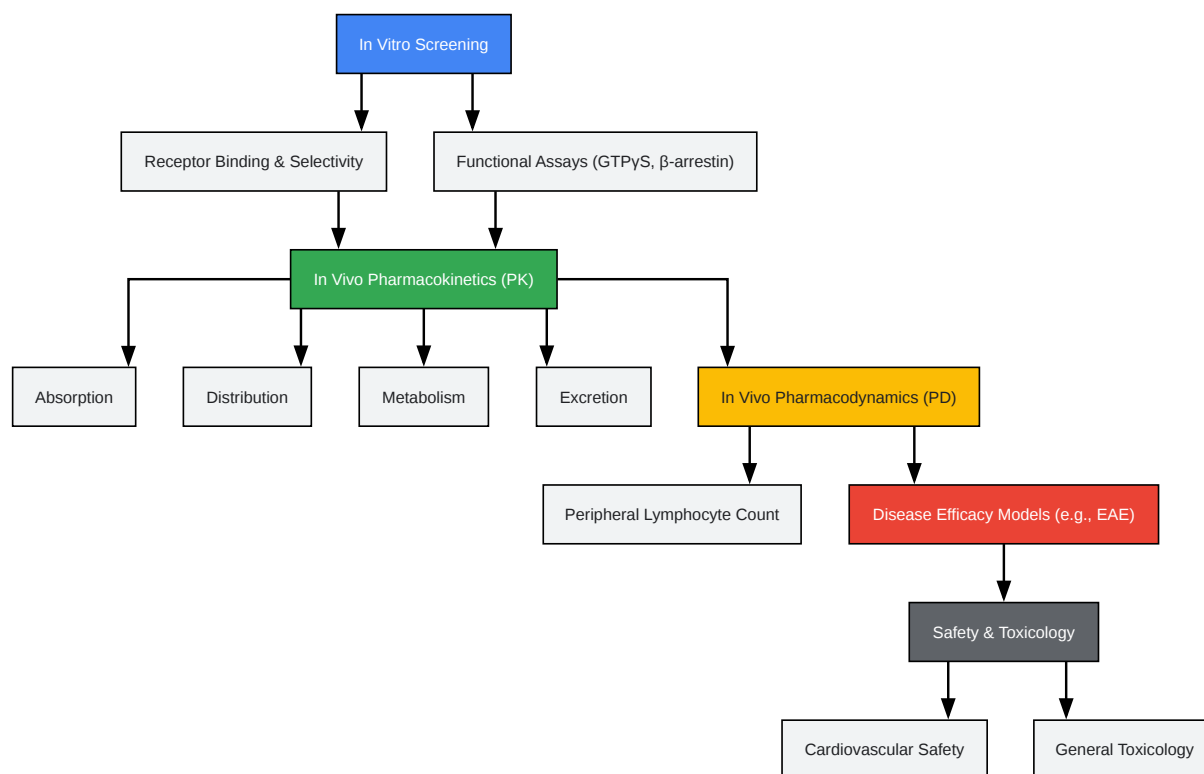 In Vitro Screening
Receptor Binding & Selectivity
Functional Assays (GTPγS, β-arrestin)
In Vivo Pharmacokinetics (PK)
Absorption
Distribution
Metabolism
Excretion
In Vivo Pharmacodynamics (PD)
Peripheral Lymphocyte Count
Disease Efficacy Models (e.g., EAE)
Safety & Toxicology
Cardiovascular Safety
General Toxicology